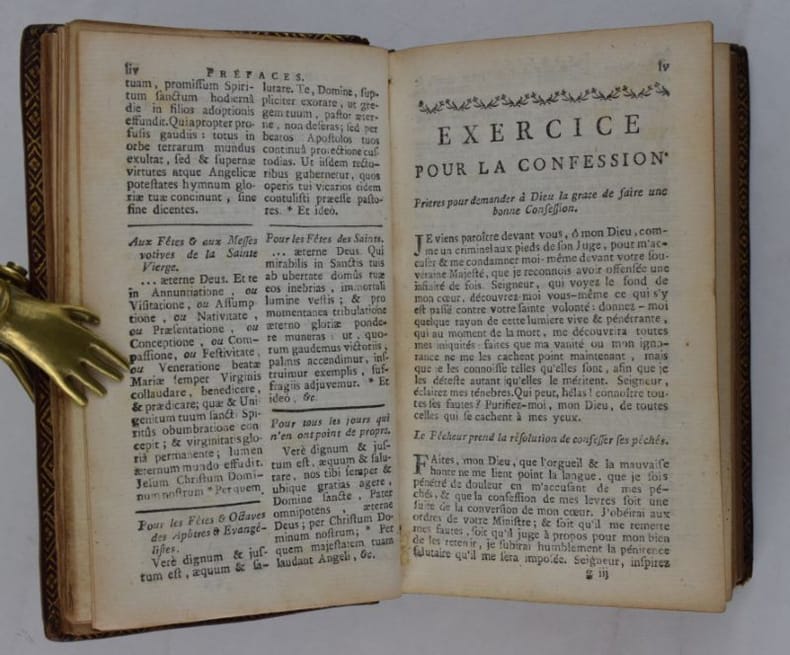 liv
PRÉFACES.
tuam, promiſſum Spiri-
tum ſanctum hodiernâ
die in filios adoptionis
effundit. Quapropter pro-
fuſis gaudiis : totus in
orbe terrarum mundus
exultat, ſed & ſupernæ
virtutes atque Angelicæ
poteſtates hymnum glo-
riæ tuæ concinunt, ſine
fine dicentes.
Aux Fêtes & aux Meſſes
votives de la Sainte
Vierge.
... æterne Deus. Et te
in Annuntiatione, ou
Viſitatione, ou Aſſump-
tione, ou Nativitate,
ou Præſentatione, ou
Conceptione, ou Com-
paſſione, ou Feſtivitate,
ou Veneratione beatæ
Mariæ ſemper Virginis
collaudare, benedicere,
& prædicare; quæ & Uni-
genitum tuum ſancti Spi-
ritûs obumbratione con-
cepit; & virginitatis glo-
riâ permanente; lumen
æternum mundo effudit.
Jeſum Chriſtum Domi-
num noſtrum * Per quem,
Pour les Fêtes & Octaves
des Apôtres & Evangé-
liſtes.
Verè dignum & juſ-
tum eſt, æquum & ſa-
lutare. Te, Domine, ſup-
pliciter exorare, ut gre-
gem tuum, paſtor æter-
ne, non deſeras; ſed per
beatos Apoſtolos tuos
continuâ protectione cuſ-
todias. Ut iiſdem recto-
ribus gubernetur, quos
operis tui vicarios eidem
contuliſti præeſſe paſto-
res. * Et ideò.
Pour les Fêtes des Saints.
... æterne Deus. Qui
mirabilis in Sanctis tuis
ab ubertate domûs tuæ
eos inebrias, immortali
lumine veſtis; & pro
momentanea tribulatione
æterno gloriæ ponde-
re muneras : ut, quo-
rum gaudemus victoriis,
palmis accendimur, inſ-
truimur exemplis, ſuf-
fragiis adjuvemur. * Et
ideò, &c.
Pour tous les jours qui
n'en ont point de propre.
Verè dignum & juſ-
tum eſt, æquum & ſalu-
tare, nos tibi ſemper &
ubique gratias agere,
Domine ſancte, Pater
omnipotens, æterne
Deus; per Chriſtum Do-
minum noſtrum; * Per
quem majeſtatem tuam
laudant Angeli, &c.
lv
EXERCICE
POUR LA CONFESSION.
Prieres pour demander à Dieu la grace de faire une
bonne Confeſſion.
JE viens paroître devant vous, ô mon Dieu, com-
me un criminel aux pieds de ſon Juge, pour m'ac-
cuſer & me condamner moi-même devant votre ſou-
veraine Majeſté, que je reconnois avoir offenſée une
infinité de fois. Seigneur, qui voyez le fond de
mon cœur, découvrez-moi vous-même ce qui s'y
eſt paſſé contre votre ſainte volonté : donnez-moi
quelque rayon de cette lumiere vive & pénétrante,
qui au moment de la mort, me découvrira toutes
mes iniquités : faites que ma vanité ou mon igno-
rance ne me les cachent point maintenant, mais
que je les connoiſſe telles qu'elles ſont, afin que je
les déteſte autant qu'elles le méritent. Seigneur,
éclairez mes ténebres. Qui peut, hélas! connoître tou-
tes ſes fautes? Purifiez-moi, mon Dieu, de toutes
celles qui ſe cachent à mes yeux.
Le Pécheur prend la réſolution de confeſſer ſes péchés.
FAites, mon Dieu, que l'orgueil & la mauvaiſe
honte ne me lient point la langue, que je ſois
pénétré de douleur en m'accuſant de mes pé-
chés, & que la confeſſion de mes levres ſoit une
ſuite de la converſion de mon cœur. J'obéirai aux
ordres de votre Miniſtre; & ſoit qu'il me remette
mes fautes, ſoit qu'il juge à propos pour mon bien
de les retenir, je ſubirai humblement la pénitence
ſalutaire qu'il me ſera impoſée. Seigneur, inſpirez
g iij